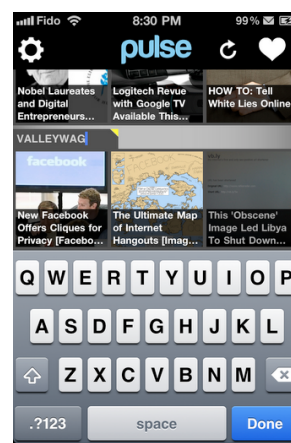 Fido 8:30 PM 99%
pulse
Nobel Laureates
and Digital
Entrepreneurs...
Logitech Revue
with Google TV
Available This...
HOW TO: Tell
White Lies Online
VALLEYWAG
facebook
New Facebook
Offers Cliques for
Privacy [Facebo...
The Ultimate Map
of Internet
Hangouts [Imag...
This 'Obscene'
Image Led Libya
To Shut Down...
Q W E R T Y U I O P
A S D F G H J K L
Z X C V B N M
.?123 space Done